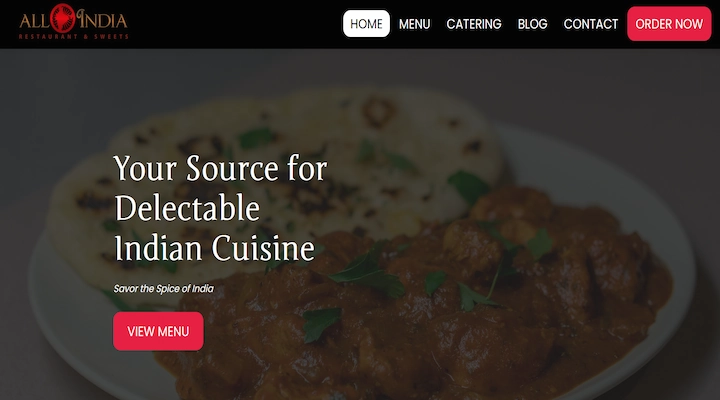 ALL INDIA
RESTAURANT & SWEETS
HOME MENU CATERING BLOG CONTACT ORDER NOW
Your Source for
Delectable
Indian Cuisine
Savor the Spice of India
VIEW MENU